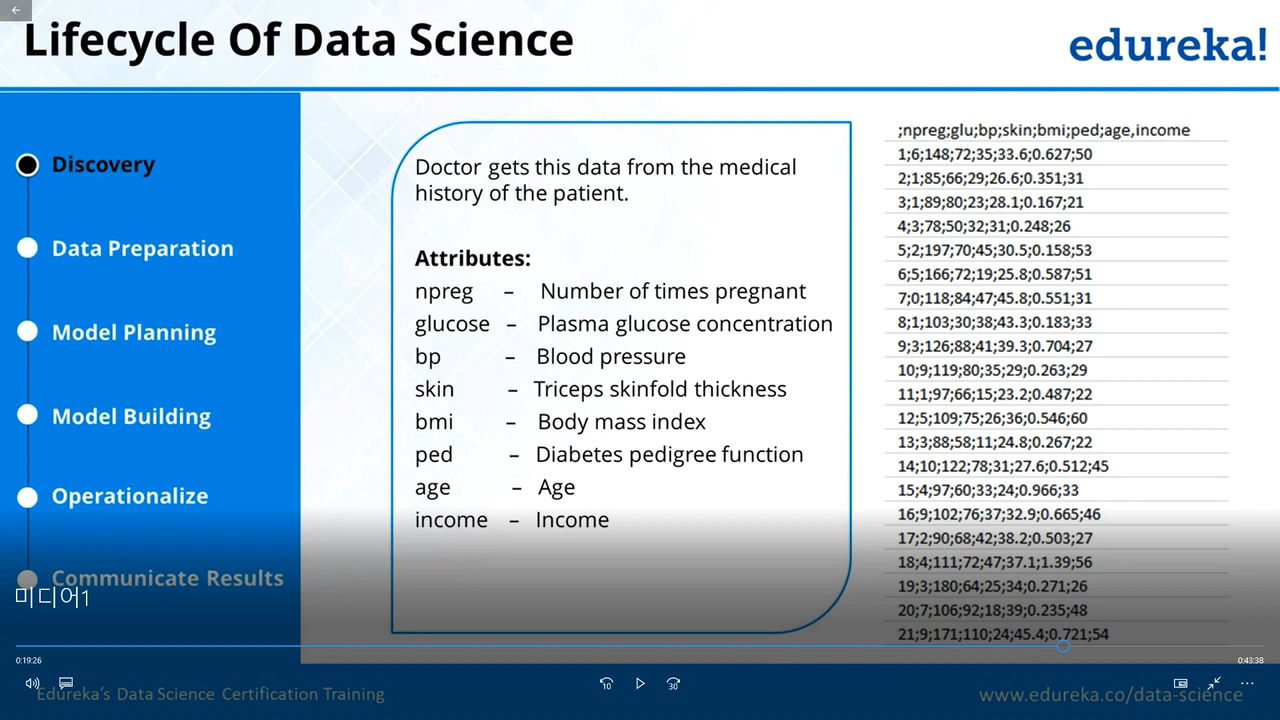 Lifecycle Of Data Science
edureka!
Discovery
Data Preparation
Model Planning
Model Building
Operationalize
Communicate Results
Doctor gets this data from the medical
history of the patient.
Attributes:
npreg – Number of times pregnant
glucose – Plasma glucose concentration
bp – Blood pressure
skin – Triceps skinfold thickness
bmi – Body mass index
ped – Diabetes pedigree function
age – Age
income – Income
;npreg;glu;bp;skin;bmi;ped;age,income
1;6;148;72;35;33.6;0.627;50
2;1;85;66;29;26.6;0.351;31
3;1;89;80;23;28.1;0.167;21
4;3;78;50;32;31;0.248;26
5;2;197;70;45;30.5;0.158;53
6;5;166;72;19;25.8;0.587;51
7;0;118;84;47;45.8;0.551;31
8;1;103;30;38;43.3;0.183;33
9;3;126;88;41;39.3;0.704;27
10;9;119;80;35;29;0.263;29
11;1;97;66;15;23.2;0.487;22
12;5;109;75;26;36;0.546;60
13;3;88;58;11;24.8;0.267;22
14;10;122;78;31;27.6;0.512;45
15;4;97;60;33;24;0.966;33
16;9;102;76;37;32.9;0.665;46
17;2;90;68;42;38.2;0.503;27
18;4;111;72;47;37.1;1.39;56
19;3;180;64;25;34;0.271;26
20;7;106;92;18;39;0.235;48
21;9;171;110;24;45.4;0.721;54
미디어1
0:19:26
0:43:38
10
30
Edureka's Data Science Certification Training
www.edureka.co/data-science